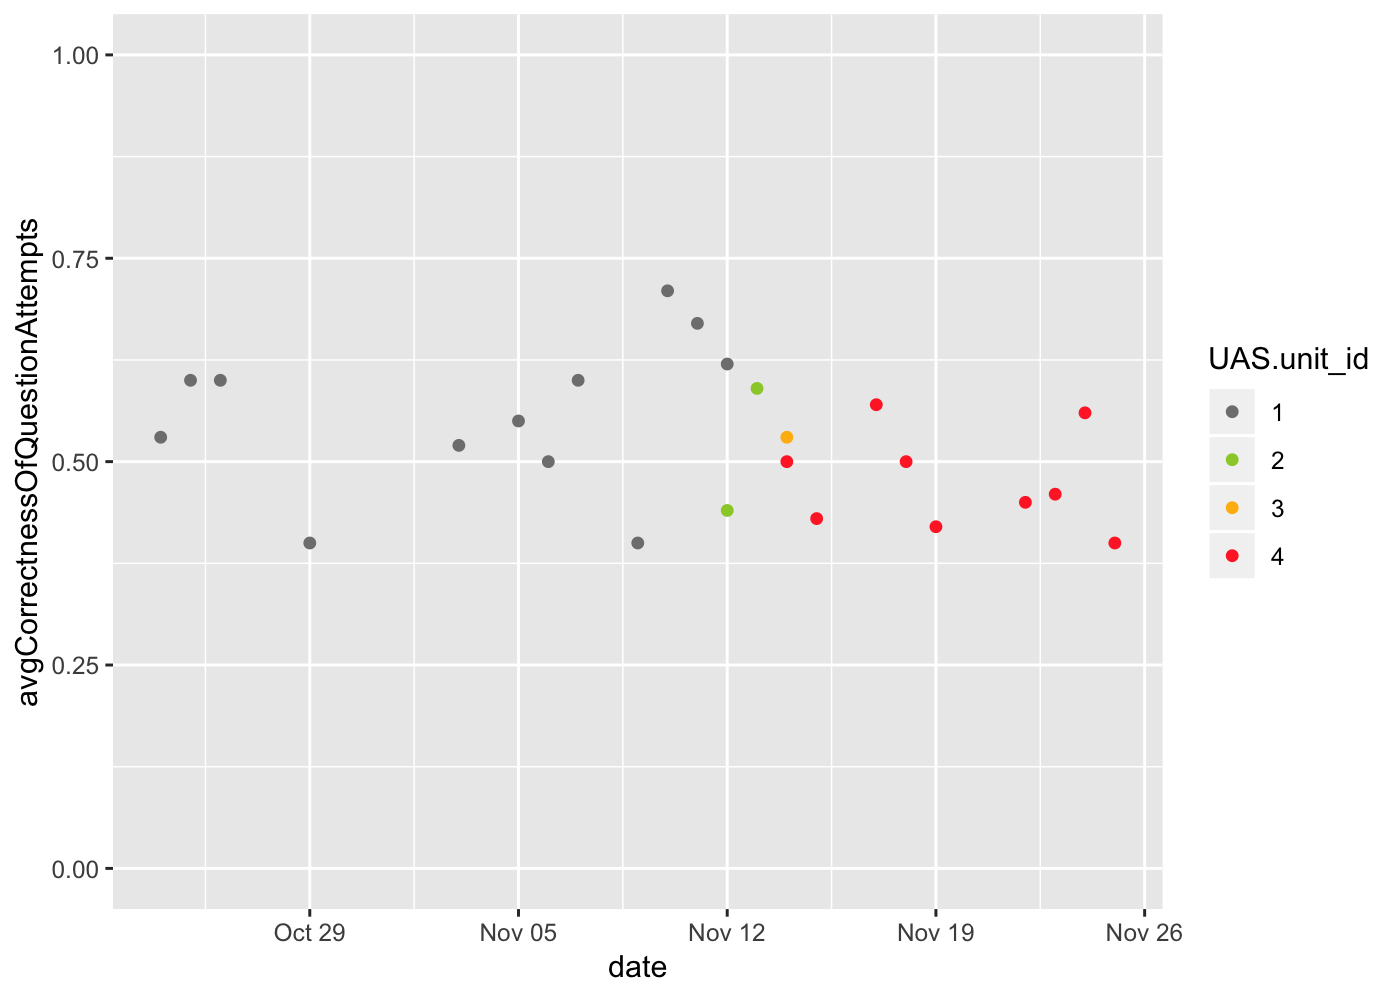 avgCorrectnessOfQuestionAttempts
1.00
0.75
0.50
0.25
0.00
Oct 29
Nov 05
Nov 12
Nov 19
Nov 26
date
UAS.unit_id
1
2
3
4